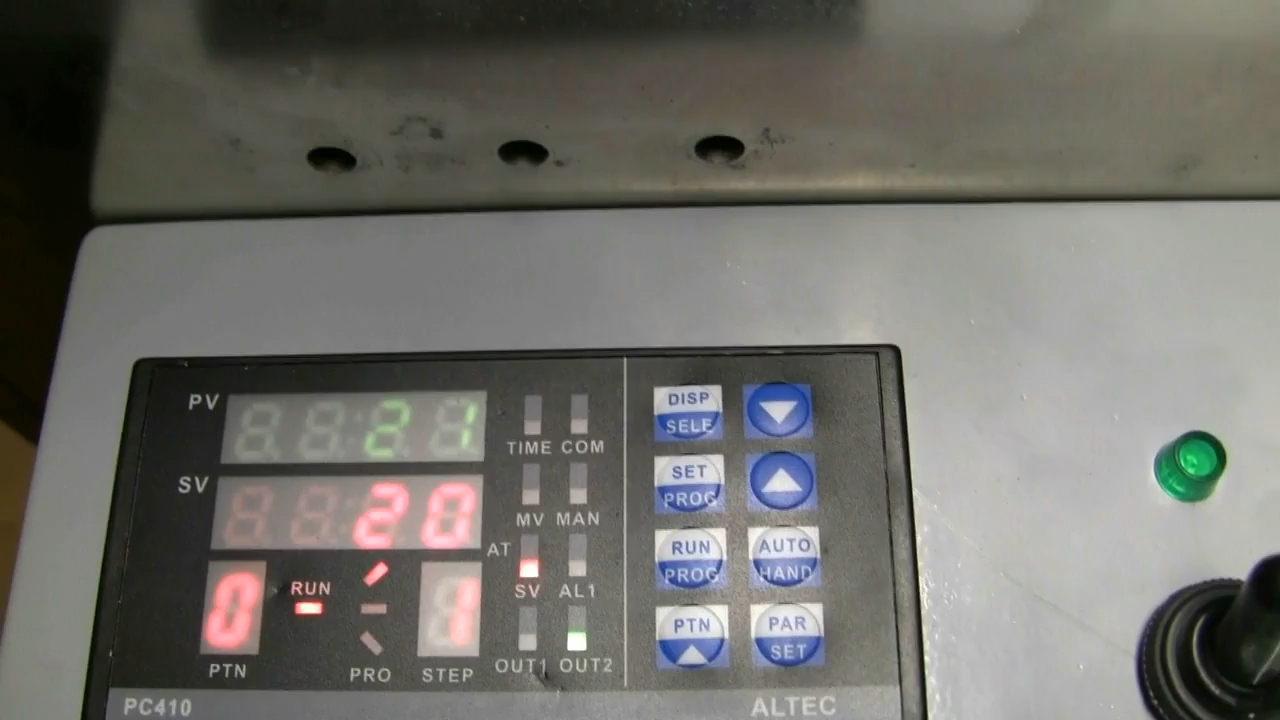 PV 21
TIME COM
SV 20
MV MAN
AT
SV AL1
0 RUN 1
PTN PRO STEP
OUT1 OUT2
DISP
SELE
SET
PROG
RUN
PROG
AUTO
HAND
PTN
PAR
SET
PC410
ALTEC